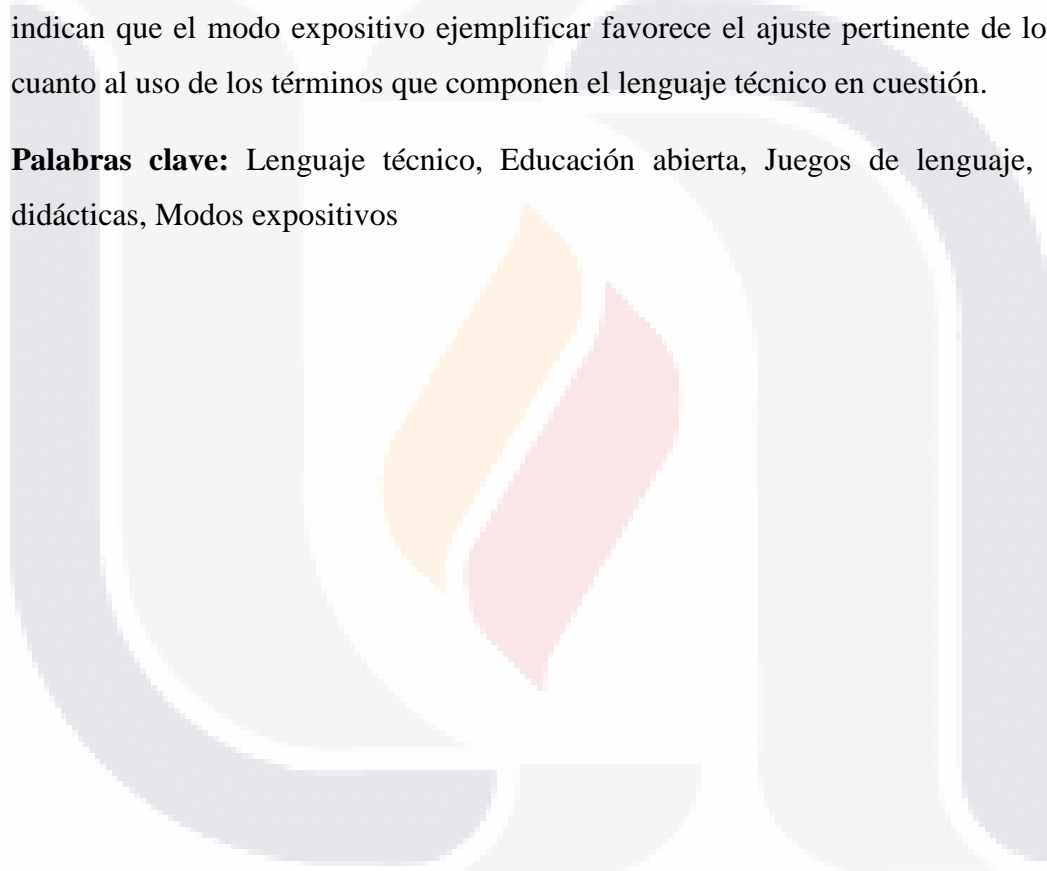 indican que el modo expositivo ejemplificar favorece el ajuste pertinente de lo
cuanto al uso de los términos que componen el lenguaje técnico en cuestión.
Palabras clave: Lenguaje técnico, Educación abierta, Juegos de lenguaje,
didácticas, Modos expositivos